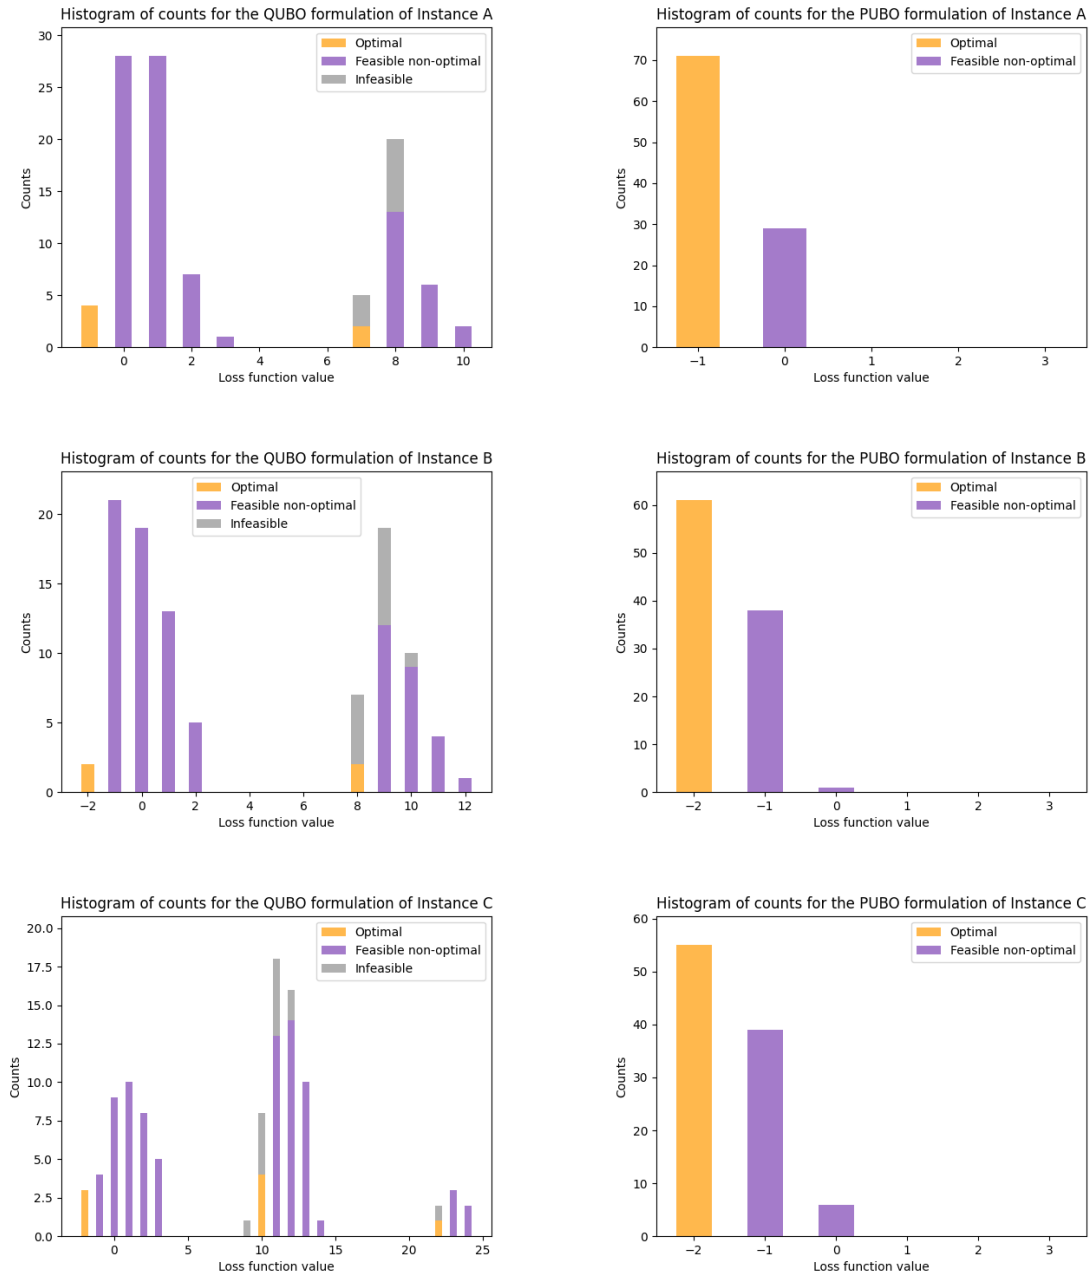 Histogram of counts for the QUBO formulation of Instance A
Optimal
Feasible non-optimal
Infeasible
30
25
20
15
10
5
0
Counts
0 2 4 6 8 10
Loss function value
Histogram of counts for the PUBO formulation of Instance A
Optimal
Feasible non-optimal
70
60
50
40
30
20
10
0
Counts
−1 0 1 2 3
Loss function value
Histogram of counts for the QUBO formulation of Instance B
Optimal
Feasible non-optimal
Infeasible
20
15
10
5
0
Counts
−2 0 2 4 6 8 10 12
Loss function value
Histogram of counts for the PUBO formulation of Instance B
Optimal
Feasible non-optimal
60
50
40
30
20
10
0
Counts
−2 −1 0 1 2 3
Loss function value
Histogram of counts for the QUBO formulation of Instance C
Optimal
Feasible non-optimal
Infeasible
20.0
17.5
15.0
12.5
10.0
7.5
5.0
2.5
0.0
Counts
0 5 10 15 20 25
Loss function value
Histogram of counts for the PUBO formulation of Instance C
Optimal
Feasible non-optimal
60
50
40
30
20
10
0
Counts
−2 −1 0 1 2 3
Loss function value